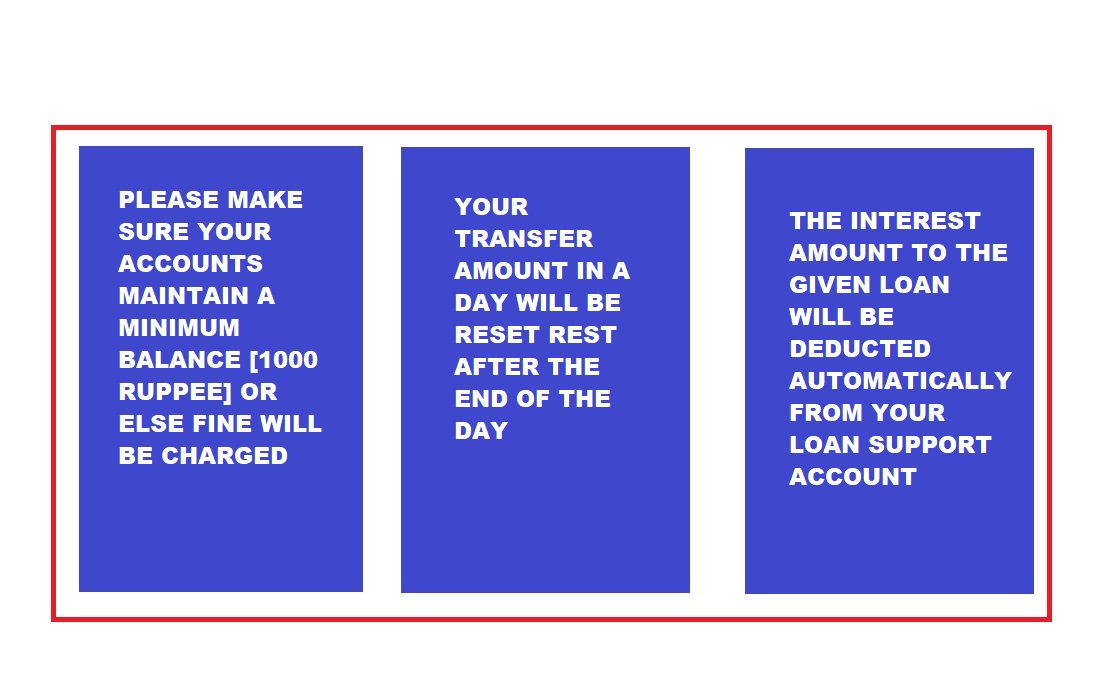 PLEASE MAKE
SURE YOUR
ACCOUNTS
MAINTAIN A
MINIMUM
BALANCE [1000
RUPPEE] OR
ELSE FINE WILL
BE CHARGED
YOUR
TRANSFER
AMOUNT IN A
DAY WILL BE
RESET REST
AFTER THE
END OF THE
DAY
THE INTEREST
AMOUNT TO THE
GIVEN LOAN
WILL BE
DEDUCTED
AUTOMATICALLY
FROM YOUR
LOAN SUPPORT
ACCOUNT